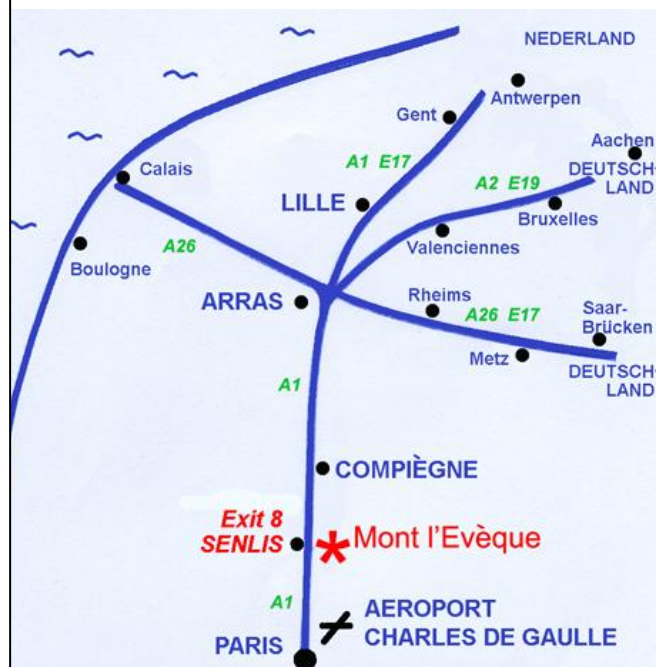 NEDERLAND
Antwerpen
Gent
Aachen
Calais
A1 E17
A2 E19
DEUTSCH-
LAND
LILLE
Bruxelles
A26
Valenciennes
Boulogne
ARRAS
Rheims
A26 E17
Saar-
Brücken
Metz
DEUTSCH-
LAND
A1
COMPIÈGNE
Exit 8
SENLIS
Mont l'Evèque
A1
AEROPORT
CHARLES DE GAULLE
PARIS